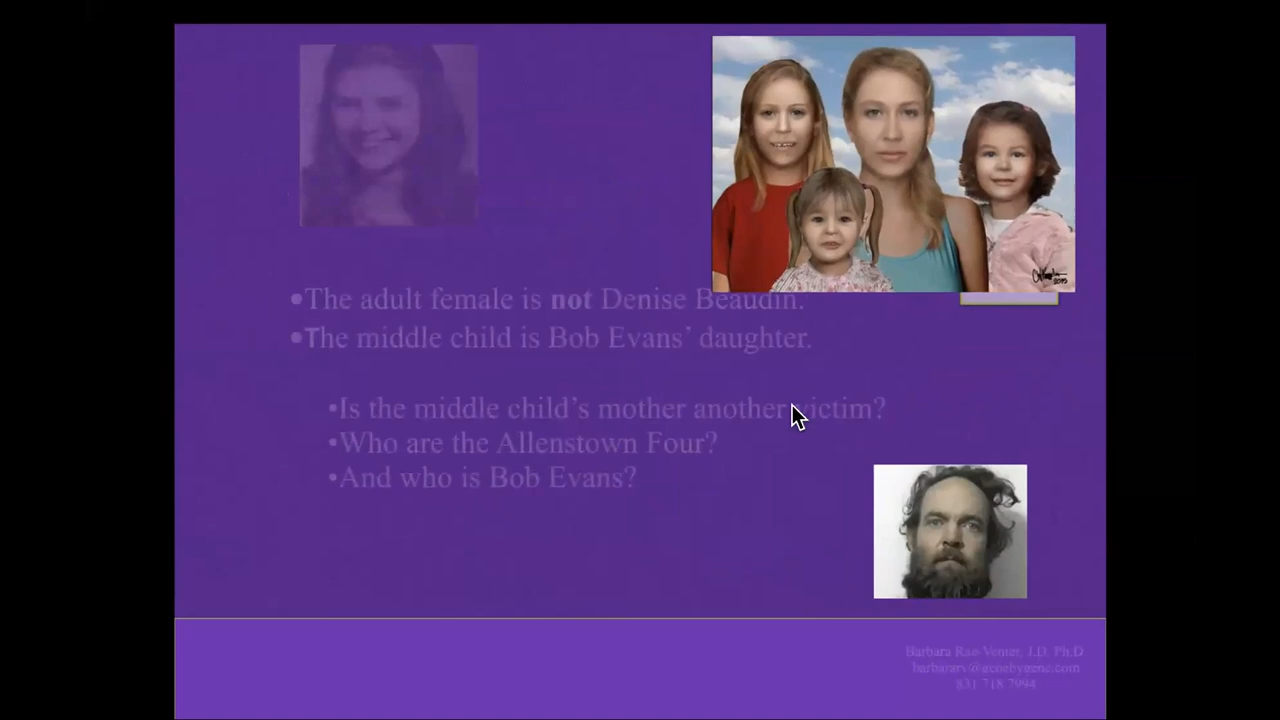 •The adult female is not Denise Beaudin.
•The middle child is Bob Evans’ daughter.
•Is the middle child’s mother another victim?
•Who are the Allenstown Four?
•And who is Bob Evans?
2015
Barbara Rae-Venter, J.D. Ph.D
barbararv@genebygene.com
831 718 7994